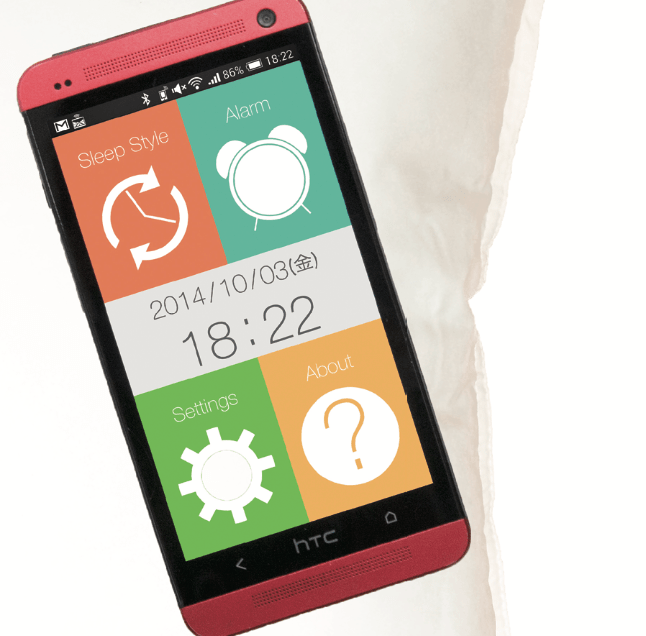 86% 18:22
Sleep Style
Alarm
2014/10/03(金)
18:22
Settings
About
?
hTC